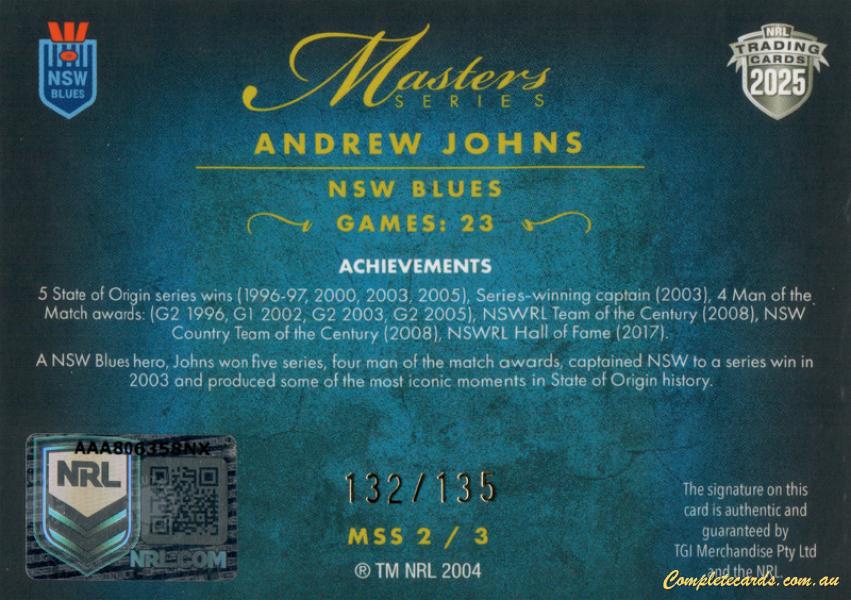 NSW
BLUES
Masters
SERIES
NRL
TRADING
CARDS
2025
ANDREW JOHNS
NSW BLUES
GAMES: 23
ACHIEVEMENTS
5 State of Origin series wins (1996-97, 2000, 2003, 2005), Series-winning captain (2003), 4 Man of the
Match awards: (G2 1996, G1 2002, G2 2003, G2 2005), NSWRL Team of the Century (2008), NSW
Country Team of the Century (2008), NSWRL Hall of Fame (2017).
A NSW Blues hero, Johns won five series, four man of the match awards, captained NSW to a series win in
2003 and produced some of the most iconic moments in State of Origin history.
AAA806358NX
NRL
NRL.COM
132/135
MSS 2 / 3
® TM NRL 2004
The signature on this
card is authentic and
guaranteed by
TGI Merchandise Pty Ltd
and the NRL.
Completecards.com.au